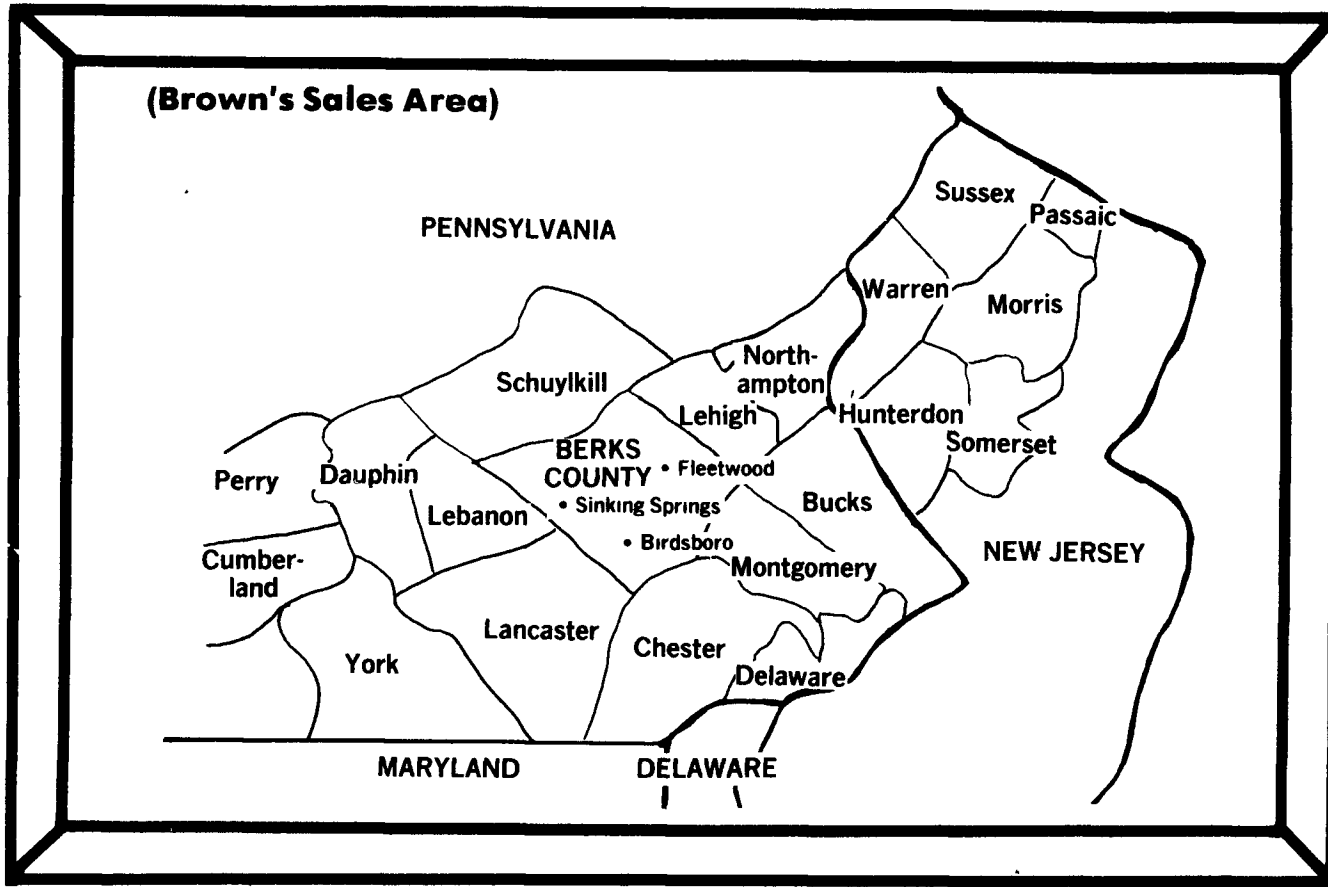 (Brown's Sales Area)
PENNSYLVANIA
Sussex
Passaic
Warren
Morris
North-
ampton
Schuylkill
Lehigh
Hunterdon
Somerset
BERKS
COUNTY
Fleetwood
Perry
Dauphin
Lebanon
Sinking Springs
Bucks
Birdsboro
Cumber-
land
Montgomery
NEW JERSEY
Lancaster
Chester
York
Delaware
MARYLAND
DELAWARE